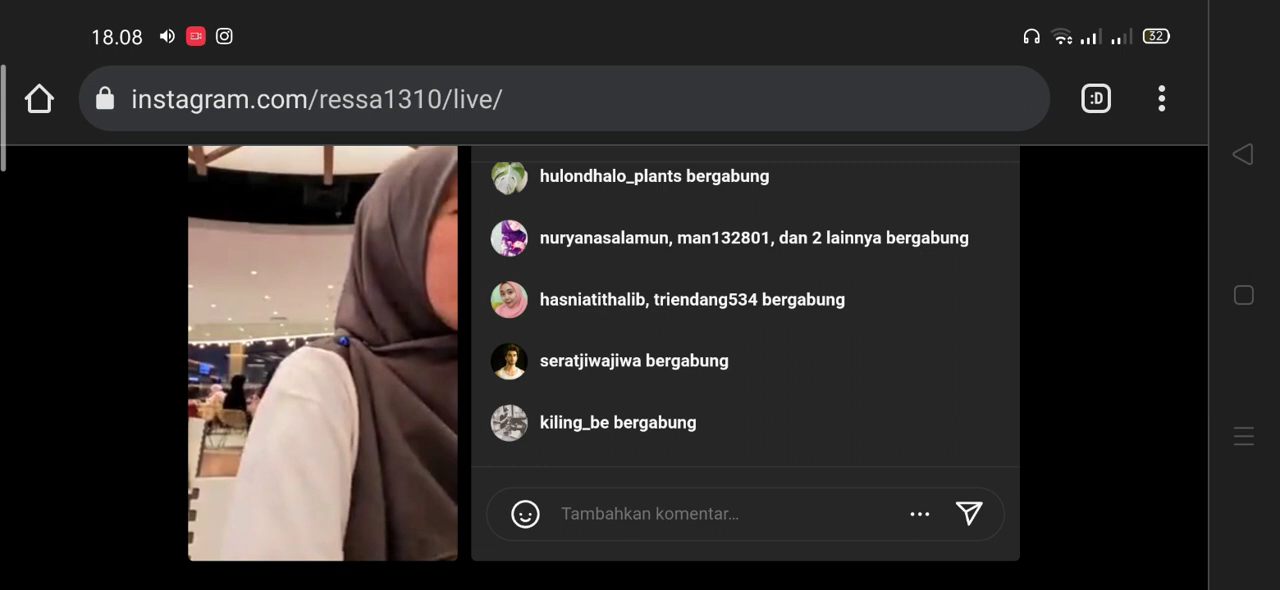 18.08
32
instagram.com/ressa1310/live/
:D
hulondhalo_plants bergabung
nuryanasalamun, man132801, dan 2 lainnya bergabung
hasniatithalib, triendang534 bergabung
seratjiwajiwa bergabung
kiling_be bergabung
Tambahkan komentar...